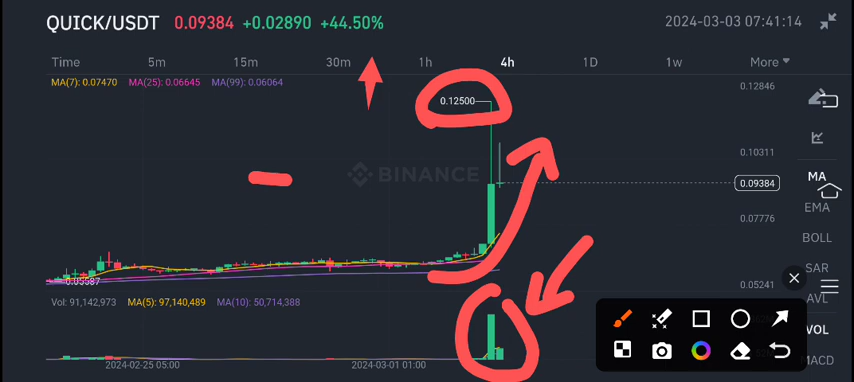 QUICK/USDT 0.09384 +0.02890 +44.50% 2024-03-03 07:41:14
Time 5m 15m 30m 1h 4h 1D 1w More
MA(7): 0.07470 MA(25): 0.06645 MA(99): 0.06064
0.12846
0.12500
0.10311
BINANCE
0.09384
0.07776
0.05587
0.05241
Vol: 91,142,973 MA(5): 97,140,489 MA(10): 50,714,388
2024-02-25 05:00 2024-03-01 01:00
MA
EMA
BOLL
SAR
AVL
VOL
MACD